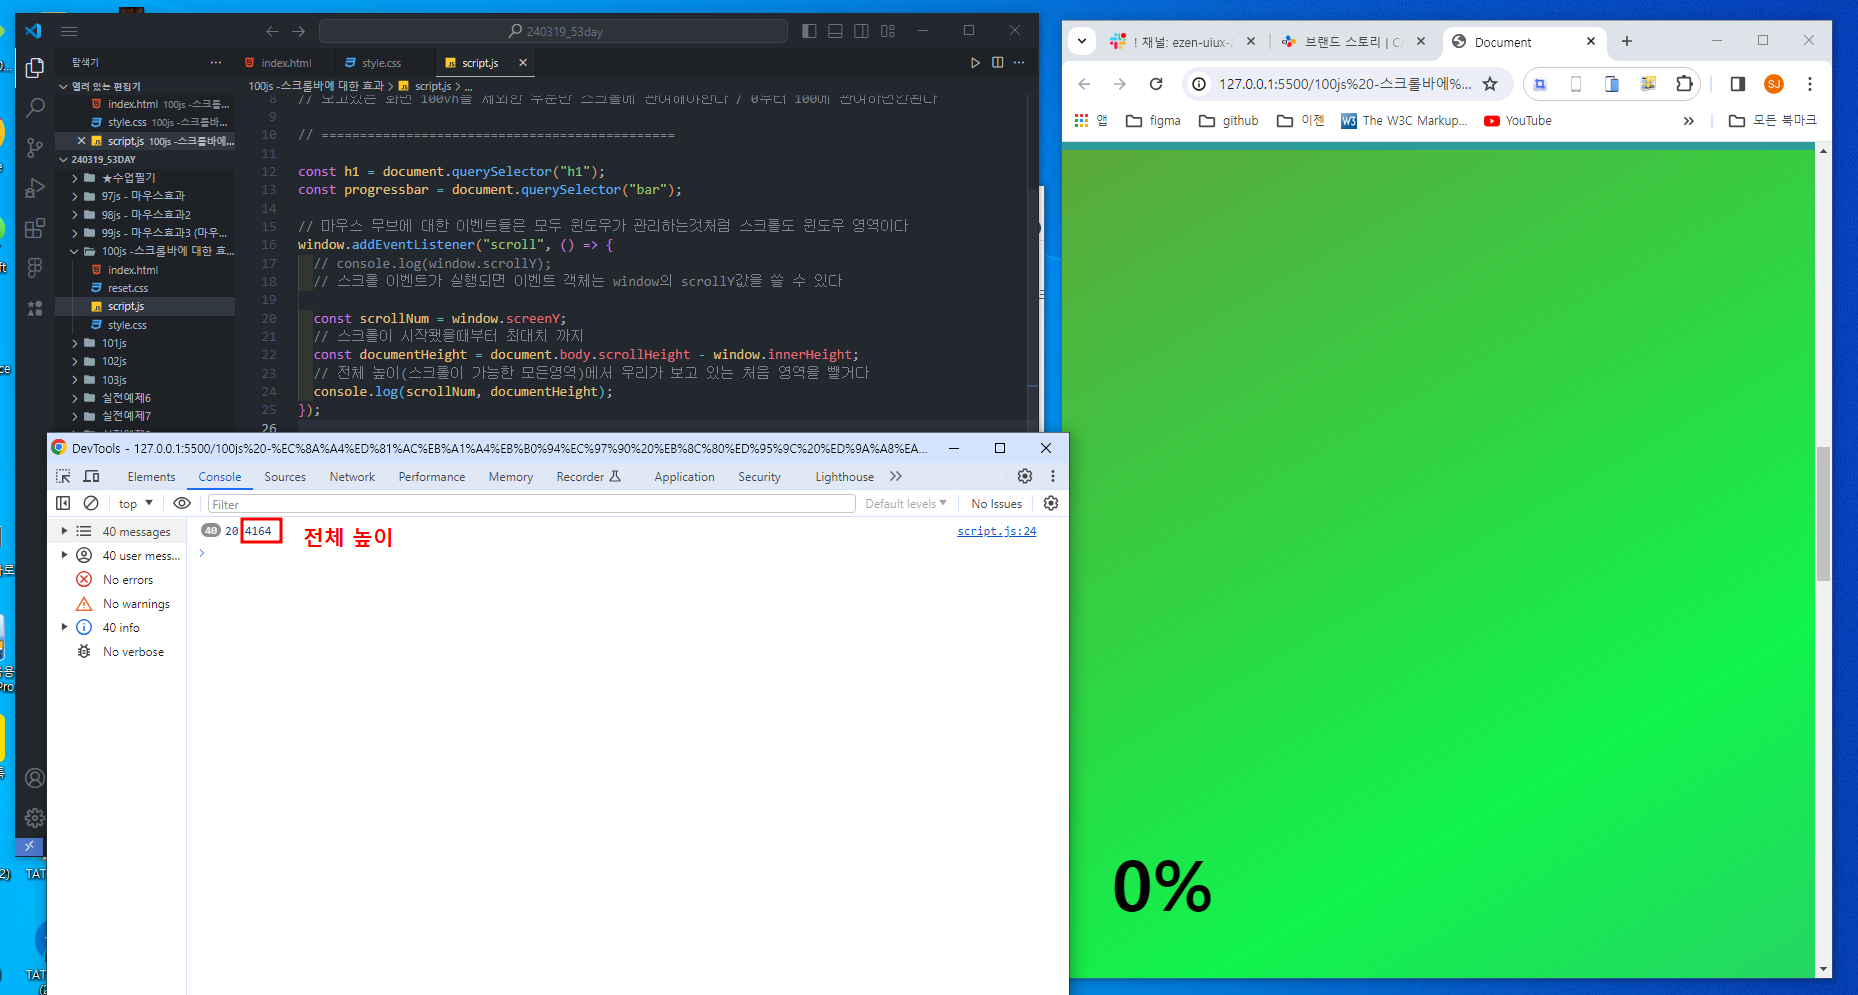 240319_53day
탐색기
index.html
style.css
script.js
열려 있는 편집기
index.html 100js -스크롤...
style.css 100js -스크롤바...
script.js 100js -스크롤바에...
240319_53DAY
★수업필기
97js - 마우스효과
98js - 마우스효과2
99js - 마우스효과3 (마우...
100js -스크롤바에 대한 효...
index.html
reset.css
script.js
style.css
101js
102js
103js
실전예제6
실전예제7
100js -스크롤바에 대한 효과 > script.js > ...
8 // 보고있는 화면 100vh를 제외한 부분만 스크롤에 관여해야한다 / 0부터 100에 관여하면안된다
9
10 // ==============================================
11
12 const h1 = document.querySelector("h1");
13 const progressbar = document.querySelector("bar");
14
15 // 마우스 무브에 대한 이벤트들은 모두 윈도우가 관리하는것처럼 스크롤도 윈도우 영역이다
16 window.addEventListener("scroll", () => {
17 // console.log(window.scrollY);
18 // 스크롤 이벤트가 실행되면 이벤트 객체는 window의 scrollY값을 쓸 수 있다
19
20 const scrollNum = window.screenY;
21 // 스크롤이 시작됐을때부터 최대치 까지
22 const documentHeight = document.body.scrollHeight - window.innerHeight;
23 // 전체 높이(스크롤이 가능한 모든영역)에서 우리가 보고 있는 처음 영역을 뺄거다
24 console.log(scrollNum, documentHeight);
25 });
26
DevTools - 127.0.0.1:5500/100js%20-%EC%8A%A4%ED%81%AC%EB%A1%A4%EB%B0%94%EC%97%90%20%EB%8C%80%ED%95%9C%20%ED%9A%A8%EA...
Elements Console Sources Network Performance Memory Recorder Application Security Lighthouse
top Filter Default levels No Issues
40 messages
40 user mess...
No errors
No warnings
40 info
No verbose
40 20 4164 전체 높이 script.js:24
! 채널: ezen-uiux-
브랜드 스토리 | C
Document
127.0.0.1:5500/100js%20-스크롤바에%...
SJ
앱 figma github 이젠 W3 The W3C Markup... YouTube 모든 북마크
0%
TAT
TAT